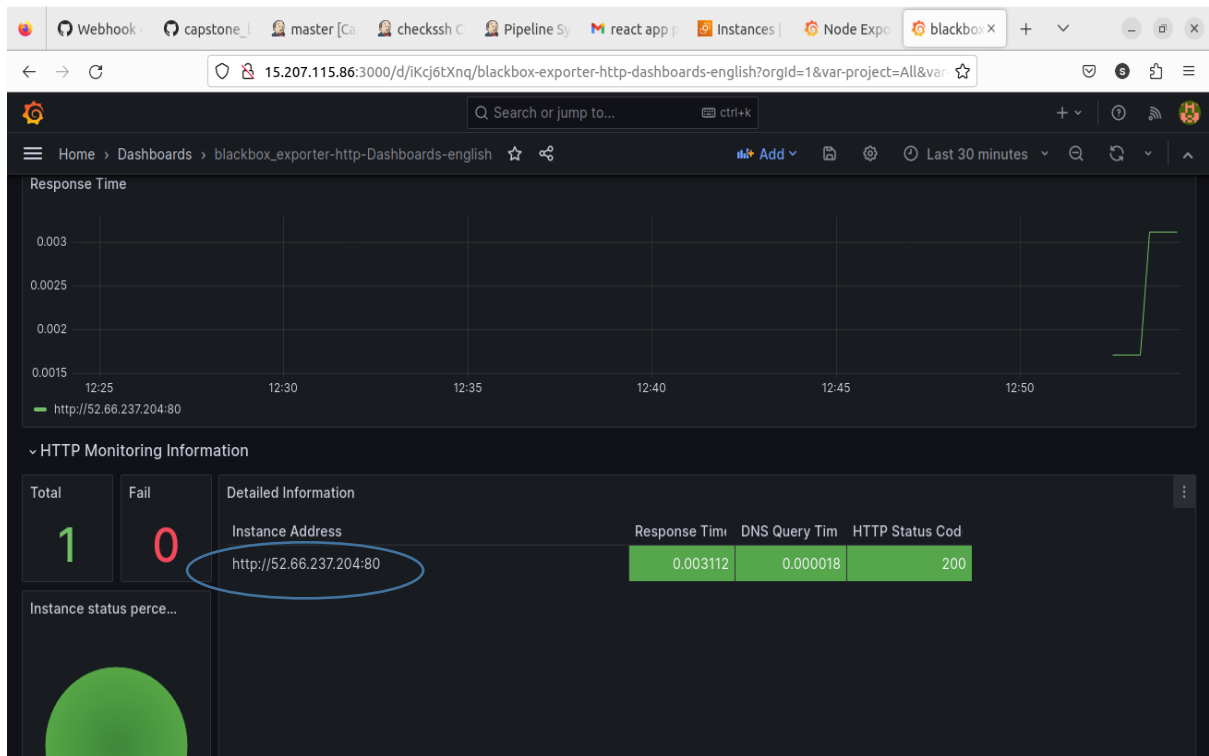 Webhook
capstone_
master [Ca
checkssh C
Pipeline Sy
react app p
Instances |
Node Expo
blackbox
15.207.115.86:3000/d/iKcj6tXnq/blackbox-exporter-http-dashboards-english?orgId=1&var-project=All&var-
S
Search or jump to...
ctrl+k
Home › Dashboards › blackbox_exporter-http-Dashboards-english
Add
Last 30 minutes
Response Time
0.003
0.0025
0.002
0.0015
12:25 12:30 12:35 12:40 12:45 12:50
http://52.66.237.204:80
HTTP Monitoring Information
Total
1
Fail
0
Detailed Information
Instance Address Response Time DNS Query Tim HTTP Status Cod
http://52.66.237.204:80 0.003112 0.000018 200
Instance status perce...